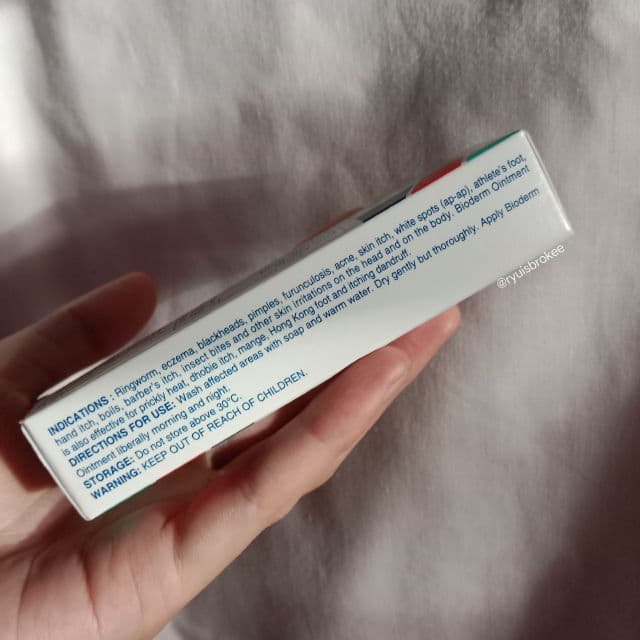 INDICATIONS : Ringworm, eczema, blackheads, pimples, furunculosis, acne, skin itch, white spots (ap-ap), athlete's foot,
hand itch, boils, barber's itch, insect bites and other skin irritations on the head and on the body. Bioderm Ointment
is also effective for prickly heat, dhobie itch, mange, Hong Kong foot and itching dandruff.
DIRECTIONS FOR USE: Wash affected areas with soap and warm water. Dry gently but thoroughly. Apply Bioderm
Ointment liberally morning and night.
STORAGE: Do not store above 30°C.
WARNING: KEEP OUT OF REACH OF CHILDREN.
@ryuisbrokee